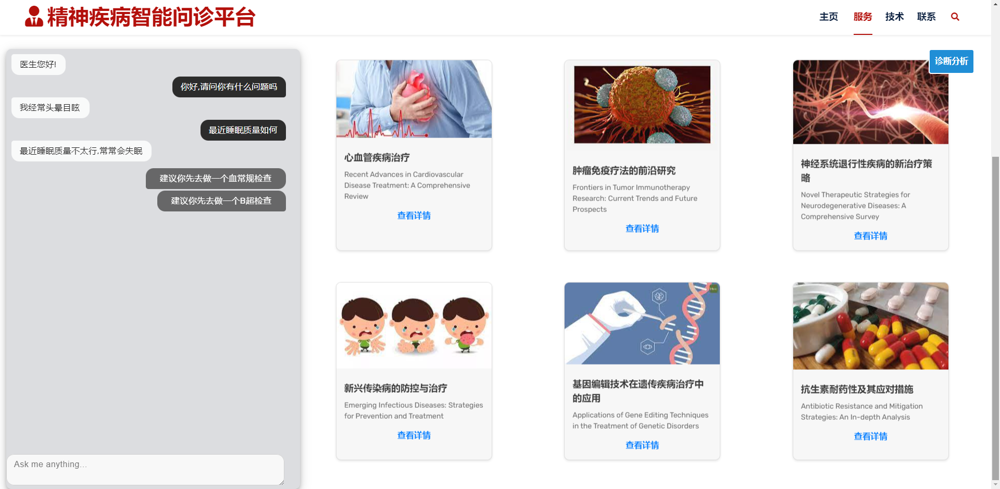 精神疾病智能问诊平台
主页 服务 技术 联系
医生您好!
你好,请问你有什么问题吗
我经常头晕目眩
最近睡眠质量如何
最近睡眠质量不太行,常常会失眠
建议你先去做一个血常规检查
建议你先去做一个B超检查
Ask me anything...
诊断分析
心血管疾病治疗
Recent Advances in Cardiovascular
Disease Treatment: A Comprehensive
Review
查看详情
肿瘤免疫疗法的前沿研究
Frontiers in Tumor Immunotherapy
Research: Current Trends and Future
Prospects
查看详情
神经系统退行性疾病的新治疗策
略
Novel Therapeutic Strategies for
Neurodegenerative Diseases: A
Comprehensive Survey
查看详情
新兴传染病的防控与治疗
Emerging Infectious Diseases: Strategies
for Prevention and Treatment
查看详情
基因编辑技术在遗传疾病治疗中
的应用
Applications of Gene Editing Techniques
in the Treatment of Genetic Disorders
查看详情
抗生素耐药性及其应对措施
Antibiotic Resistance and Mitigation
Strategies: An In-depth Analysis
查看详情